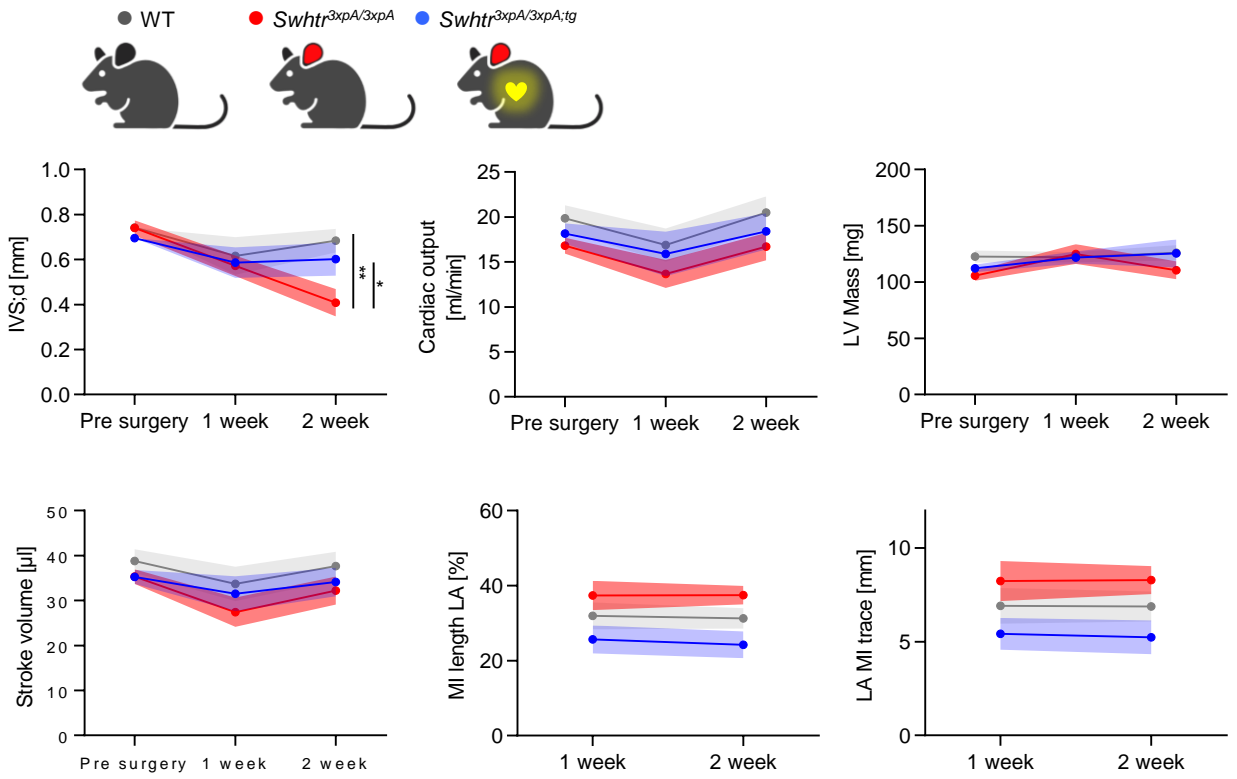 WT Swhtr3xpA/3xpA Swhtr3xpA/3xpA;tg
IVS;d [mm]
1.0
0.8
0.6
0.4
0.2
0.0
Pre surgery 1 week 2 week
**
*
Cardiac output
[ml/min]
25
20
15
10
5
0
Pre surgery 1 week 2 week
LV Mass [mg]
200
150
100
50
0
Pre surgery 1 week 2 week
Stroke volume [µl]
50
40
30
20
10
0
Pre surgery 1 week 2 week
MI length LA [%]
60
40
20
0
1 week 2 week
LA MI trace [mm]
10
5
0
1 week 2 week